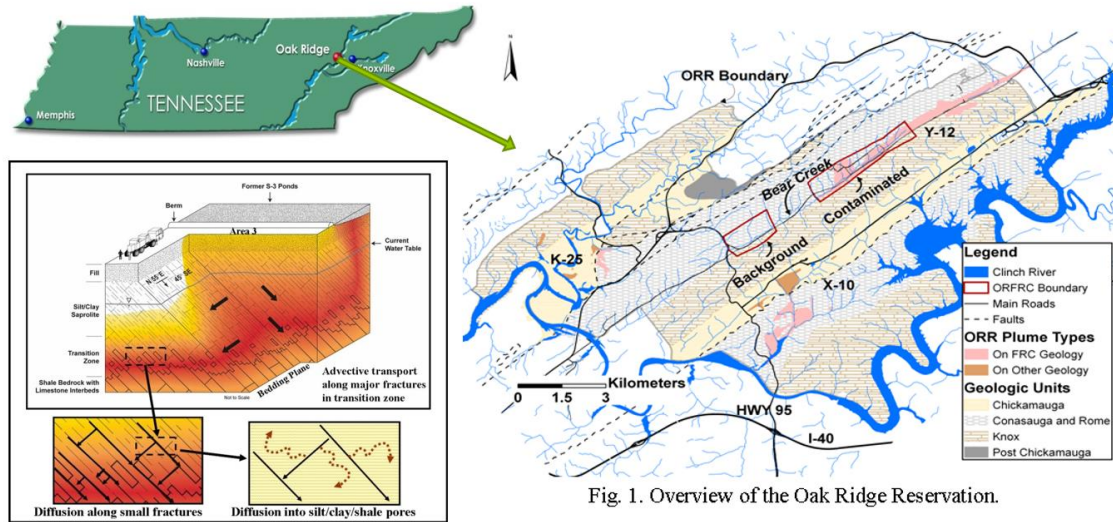 Oak Ridge
Nashville
Knoxville
TENNESSEE
Memphis
N
ORR Boundary
Y-12
Bear Creek
Contaminated
Background
K-25
X-10
Kilometers
0 1.5 3
HWY 95
I-40
Legend
Clinch River
ORFRC Boundary
Main Roads
Faults
ORR Plume Types
On FRC Geology
On Other Geology
Geologic Units
Chickamauga
Conasauga and Rome
Knox
Post Chickamauga
Former S-3 Ponds
Berm
Area 3
Current
Water Table
Fill
N 55°E
45° SE
Silt/Clay
Saprolite
Transition
Zone
Shale Bedrock with
Limestone Interbeds
Bedding Plane
Not to Scale
Advective transport
along major fractures
in transition zone
Diffusion along small fractures
Diffusion into silt/clay/shale pores
Fig. 1. Overview of the Oak Ridge Reservation.